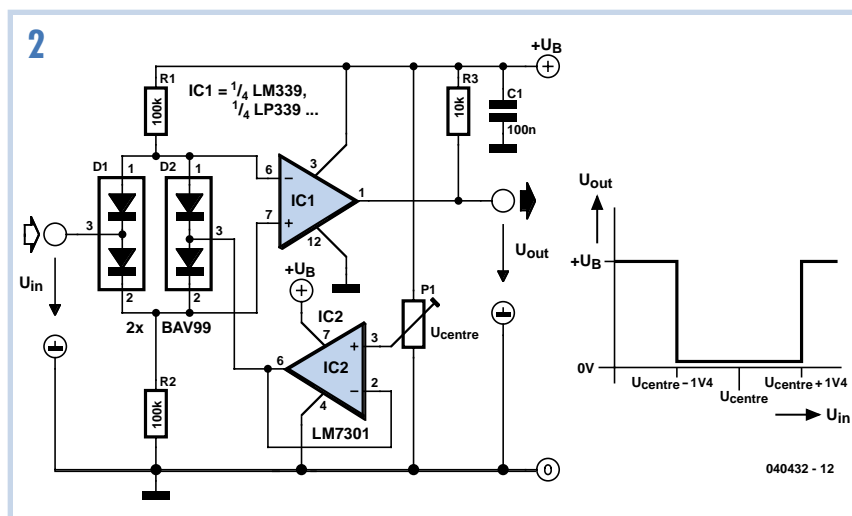 2
+UB
R1
100k
IC1 = 1/4 LM339,
1/4 LP339 ...
R3
10k
C1
100n
D1
1
D2
1
3
3
2
2
2x BAV99
6
7
3
IC1
1
12
Uin
Uout
+UB
IC2
7
P1
Ucentre
6
IC2
3
2
4
LM7301
R2
100k
0
Uout
+UB
0V
Ucentre – 1V4
Ucentre
Ucentre + 1V4
Uin
040432 - 12